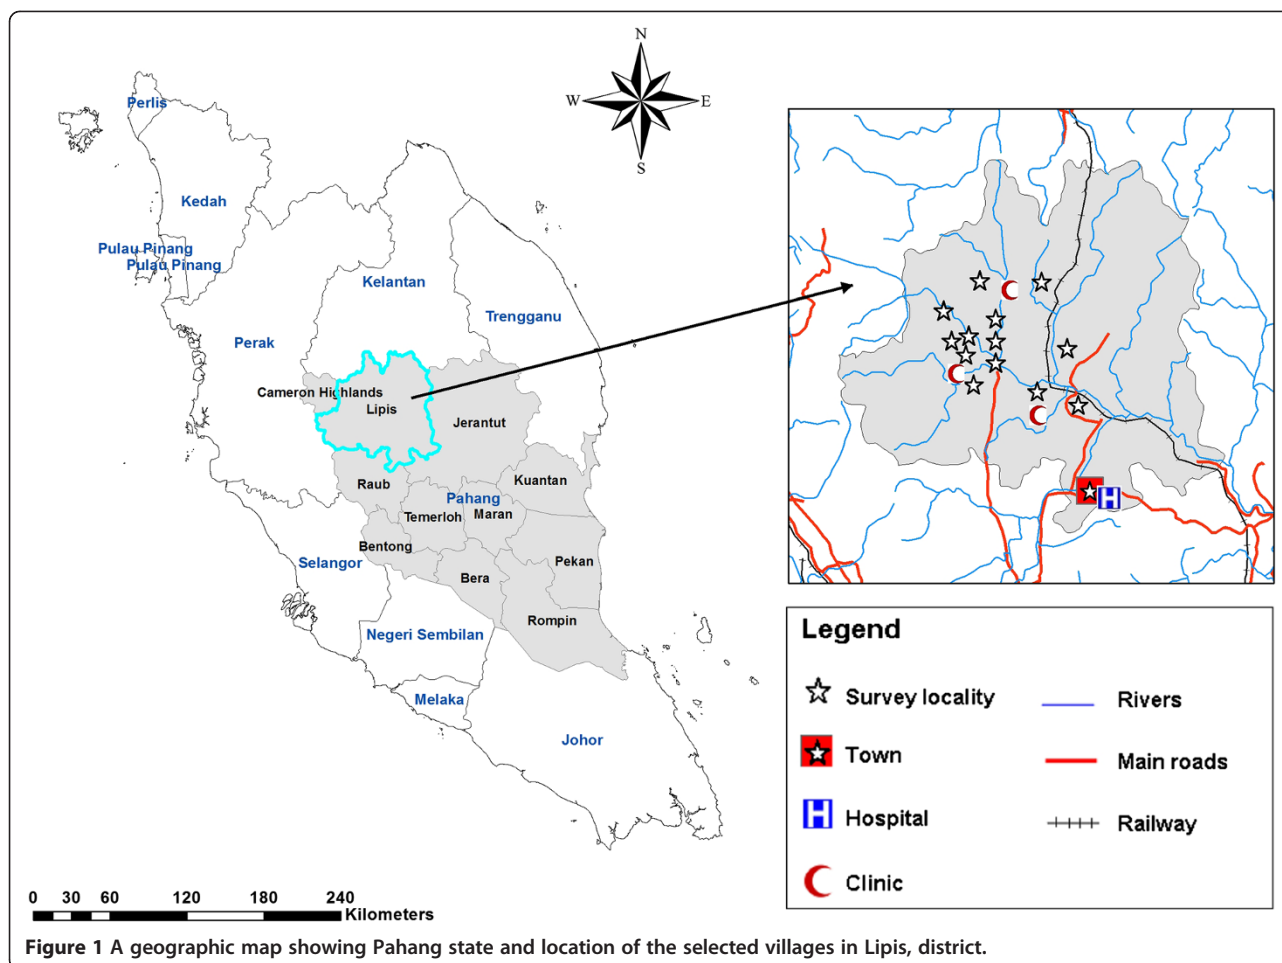 N
W
E
S
Perlis
Kedah
Pulau Pinang
Pulau Pinang
Kelantan
Trengganu
Perak
Cameron Highlands
Lipis
Jerantut
Raub
Kuantan
Pahang
Temerloh
Maran
Bentong
Selangor
Pekan
Bera
Rompin
Negeri Sembilan
Melaka
Johor
H
Legend
Survey locality
Rivers
Town
Main roads
H
Hospital
Railway
Clinic
0 30 60 120 180 240
Kilometers
Figure 1 A geographic map showing Pahang state and location of the selected villages in Lipis, district.